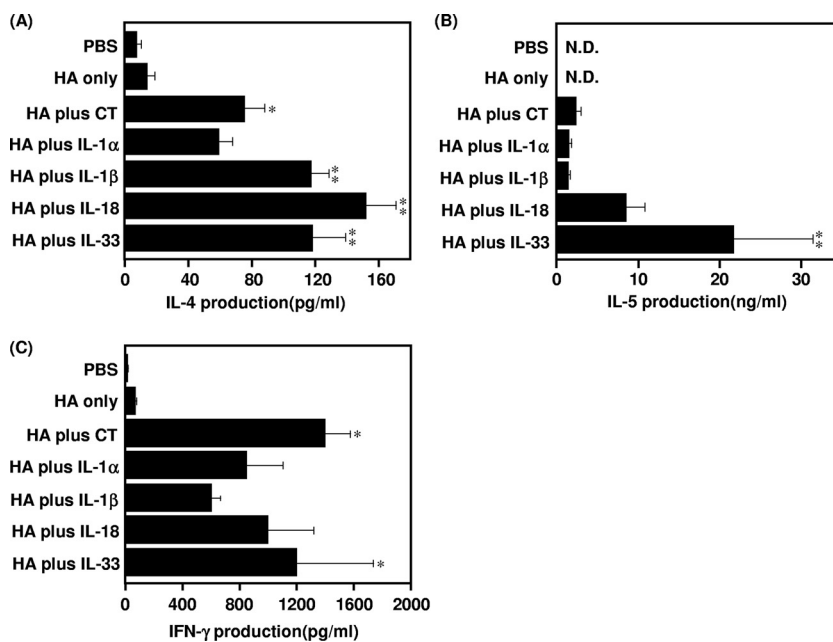 (A)
PBS
HA only
HA plus CT
*
HA plus IL-1α
HA plus IL-1β
**
HA plus IL-18
**
HA plus IL-33
**
0 40 80 120 160
IL-4 production(pg/ml)
(B)
PBS N.D.
HA only N.D.
HA plus CT
HA plus IL-1α
HA plus IL-1β
HA plus IL-18
HA plus IL-33
**
0 10 20 30
IL-5 production(ng/ml)
(C)
PBS
HA only
HA plus CT
*
HA plus IL-1α
HA plus IL-1β
HA plus IL-18
HA plus IL-33
*
0 400 800 1200 1600 2000
IFN-γ production(pg/ml)